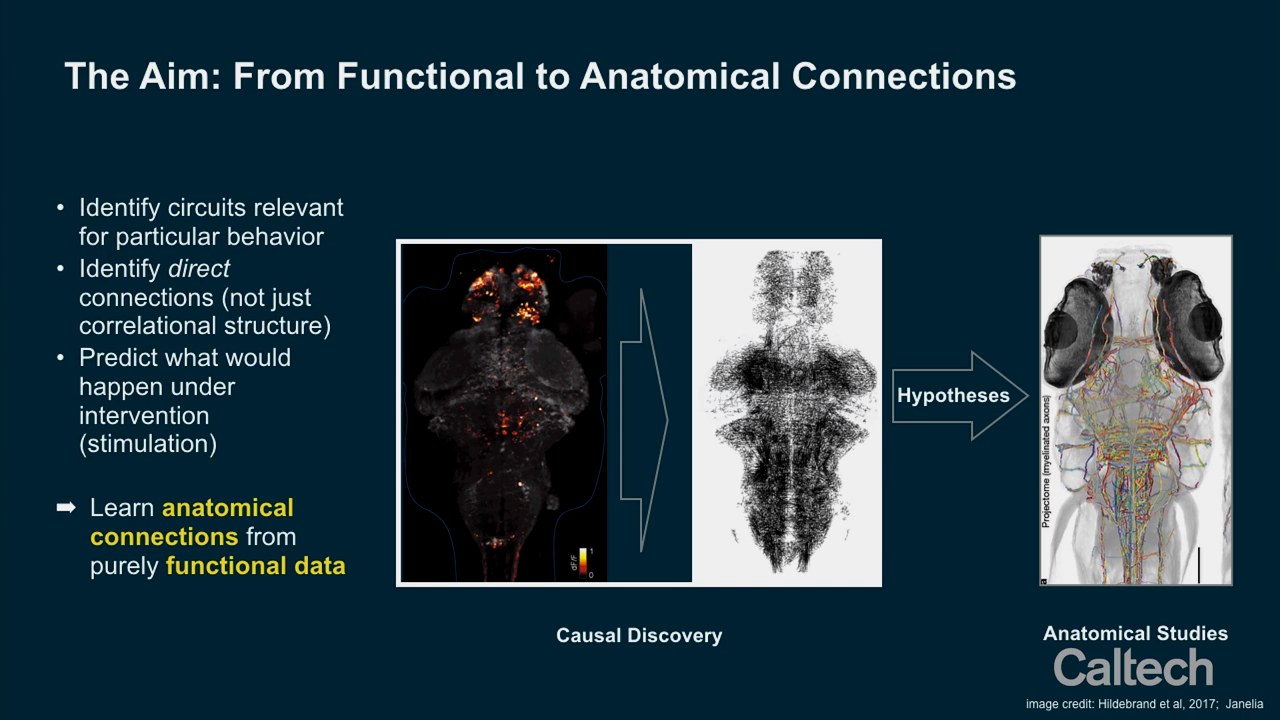 The Aim: From Functional to Anatomical Connections
• Identify circuits relevant
for particular behavior
• Identify direct
connections (not just
correlational structure)
• Predict what would
happen under
intervention
(stimulation)
➡ Learn anatomical
connections from
purely functional data
dF/F
1
0
Causal Discovery
Hypotheses
Projectome (myelinated axons)
Anatomical Studies
Caltech
image credit: Hildebrand et al, 2017; Janelia